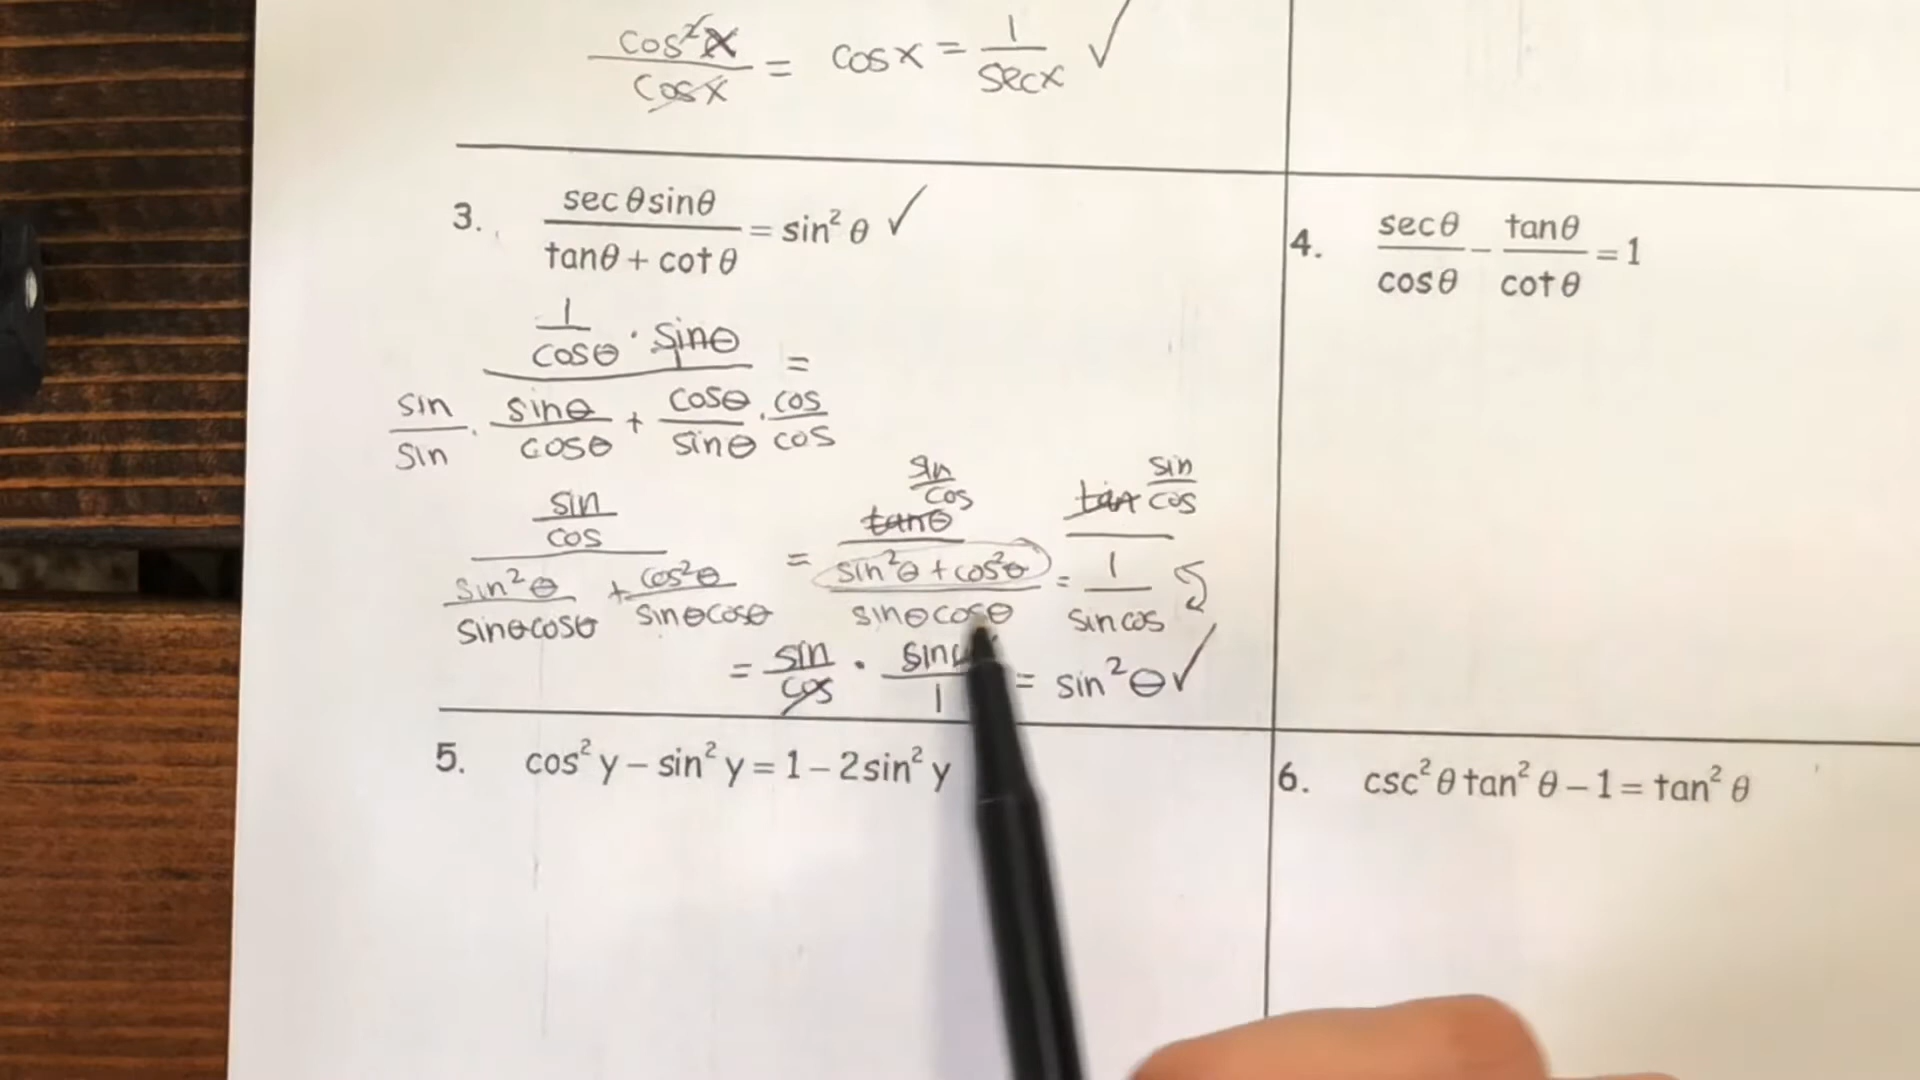 cos²x / cosx = cosx = 1 / secx ✓
3. secθsinθ / tanθ + cotθ = sin²θ ✓
1 / cosθ · sinθ =
sin / sin · sinθ / cosθ + cosθ / sinθ · cos / cos
sin / cos
sin²θ / sinθcosθ + cos²θ / sinθcosθ
= sin / cos tanθ / sin²θ + cos²θ / sinθcosθ = tan sin / cos / 1 / sincos
= sin / cos · sin / 1 = sin²θ ✓
4. secθ / cosθ − tanθ / cotθ = 1
5. cos²y − sin²y = 1 − 2sin²y
6. csc²θ tan²θ − 1 = tan²θ